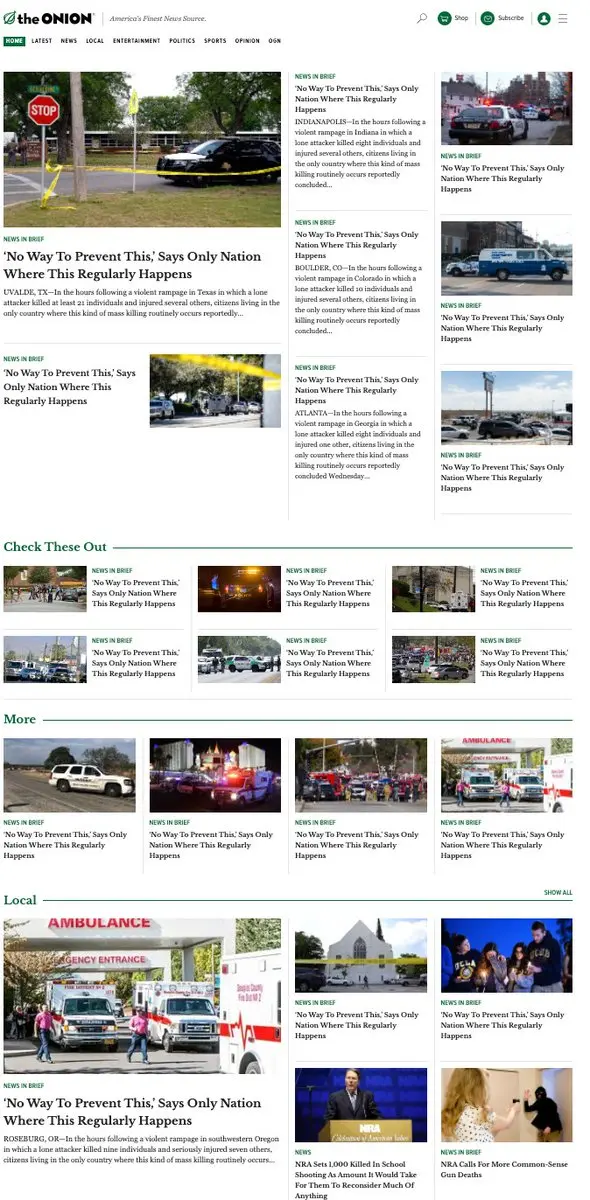 the ONION
America's Finest News Source.
Shop
Subscribe
HOME LATEST NEWS LOCAL ENTERTAINMENT POLITICS SPORTS OPINION OGN
STOP
NEWS IN BRIEF
'No Way To Prevent This,' Says Only Nation
Where This Regularly Happens
UVALDE, TX—In the hours following a violent rampage in Texas in which a lone
attacker killed at least 21 individuals and injured several others, citizens living in the
only country where this kind of mass killing routinely occurs reportedly...
NEWS IN BRIEF
'No Way To Prevent This,' Says
Only Nation Where This
Regularly Happens
NEWS IN BRIEF
'No Way To Prevent This,' Says Only
Nation Where This Regularly
Happens
INDIANAPOLIS—In the hours following a
violent rampage in Indiana in which a
lone attacker killed eight individuals and
injured several others, citizens living in
the only country where this kind of mass
killing routinely occurs reportedly
concluded...
NEWS IN BRIEF
'No Way To Prevent This,' Says Only
Nation Where This Regularly
Happens
BOULDER, CO—In the hours following a
violent rampage in Colorado in which a
lone attacker killed 10 individuals and
injured several others, citizens living in
the only country where this kind of mass
killing routinely occurs reportedly
concluded...
NEWS IN BRIEF
'No Way To Prevent This,' Says Only
Nation Where This Regularly
Happens
ATLANTA—In the hours following a
violent rampage in Georgia in which a
lone attacker killed eight individuals and
injured one other, citizens living in the
only country where this kind of mass
killing routinely occurs reportedly
concluded Wednesday...
NEWS IN BRIEF
'No Way To Prevent This,' Says Only
Nation Where This Regularly
Happens
NEWS IN BRIEF
'No Way To Prevent This,' Says Only
Nation Where This Regularly
Happens
NEWS IN BRIEF
'No Way To Prevent This,' Says Only
Nation Where This Regularly
Happens
Check These Out
NEWS IN BRIEF
'No Way To Prevent This,'
Says Only Nation Where
This Regularly Happens
NEWS IN BRIEF
'No Way To Prevent This,'
Says Only Nation Where
This Regularly Happens
NEWS IN BRIEF
'No Way To Prevent This,'
Says Only Nation Where
This Regularly Happens
NEWS IN BRIEF
'No Way To Prevent This,'
Says Only Nation Where
This Regularly Happens
NEWS IN BRIEF
'No Way To Prevent This,'
Says Only Nation Where
This Regularly Happens
NEWS IN BRIEF
'No Way To Prevent This,'
Says Only Nation Where
This Regularly Happens
More
AMBULANCE
NEWS IN BRIEF
'No Way To Prevent This,' Says Only
Nation Where This Regularly
Happens
NEWS IN BRIEF
'No Way To Prevent This,' Says Only
Nation Where This Regularly
Happens
NEWS IN BRIEF
'No Way To Prevent This,' Says Only
Nation Where This Regularly
Happens
NEWS IN BRIEF
'No Way To Prevent This,' Says Only
Nation Where This Regularly
Happens
Local
SHOW ALL
AMBULANCE
GENCY ENTRANCE
NEWS IN BRIEF
'No Way To Prevent This,' Says Only Nation
Where This Regularly Happens
ROSEBURG, OR—In the hours following a violent rampage in southwestern Oregon
in which a lone attacker killed nine individuals and seriously injured seven others,
citizens living in the only country where this kind of mass killing routinely occurs...
NEWS IN BRIEF
'No Way To Prevent This,' Says Only
Nation Where This Regularly
Happens
UCLA
NEWS IN BRIEF
'No Way To Prevent This,' Says Only
Nation Where This Regularly
Happens
NRA
Celebration of American Values
NEWS
NRA Sets 1,000 Killed In School
Shooting As Amount It Would Take
For Them To Reconsider Much Of
Anything
NEWS IN BRIEF
NRA Calls For More Common-Sense
Gun Deaths